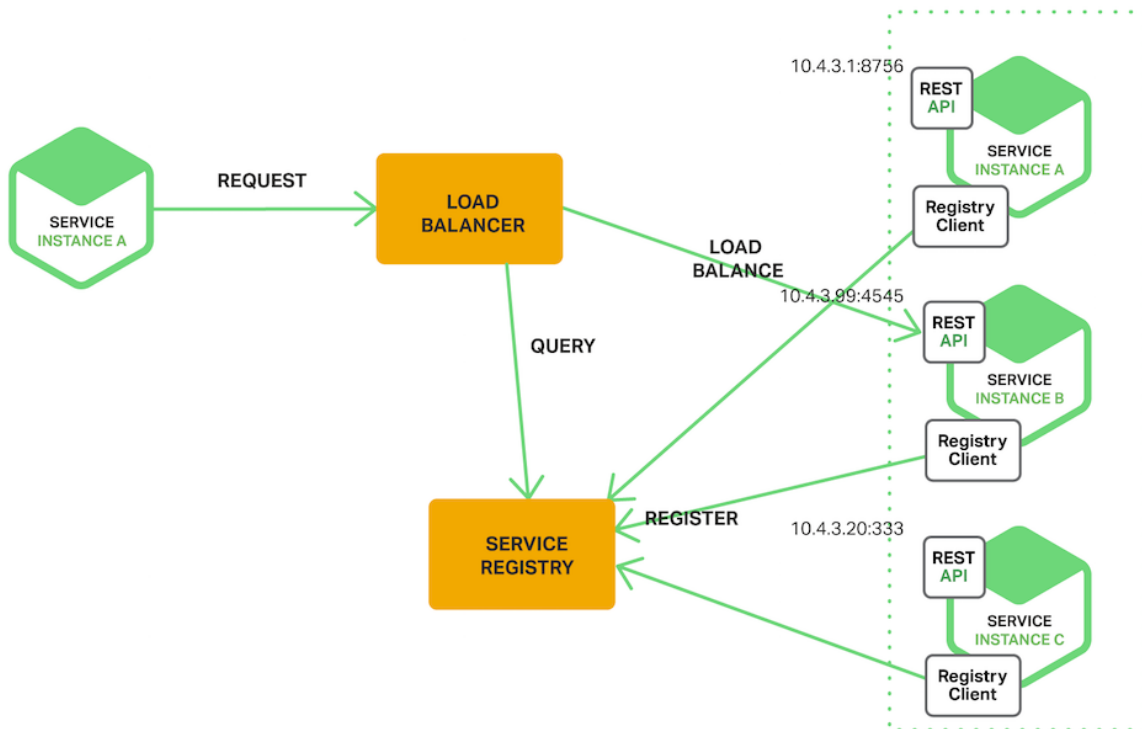 10.4.3.1:8756
REST
API
SERVICE
INSTANCE A
Registry
Client
SERVICE
INSTANCE A
REQUEST
LOAD
BALANCER
LOAD
BALANCE
10.4.3.99:4545
REST
API
SERVICE
INSTANCE B
Registry
Client
QUERY
SERVICE
REGISTRY
REGISTER
10.4.3.20:333
REST
API
SERVICE
INSTANCE C
Registry
Client